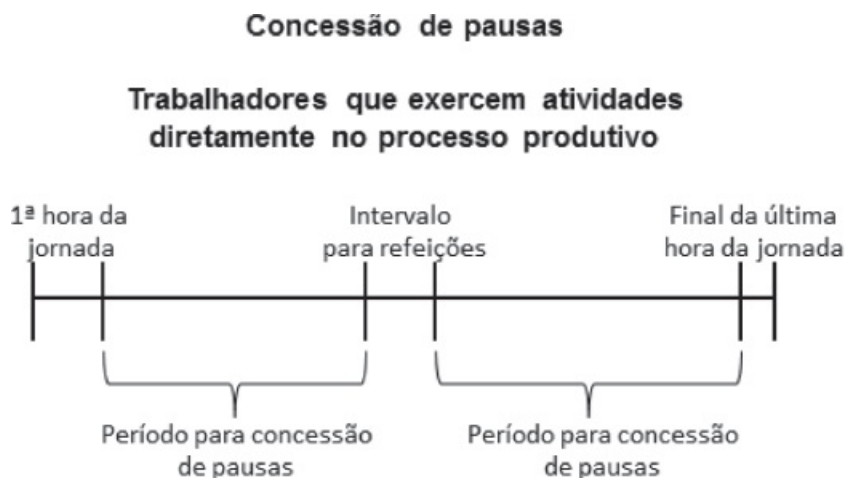 Concessão de pausas
Trabalhadores que exercem atividades
diretamente no processo produtivo
1ª hora da
jornada
Intervalo
para refeições
Final da última
hora da jornada
Período para concessão
de pausas
Período para concessão
de pausas